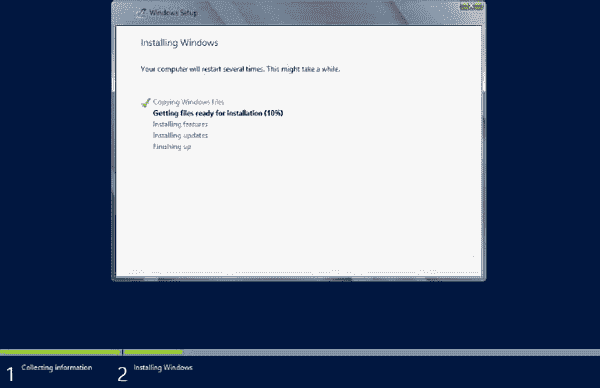 Windows Setup
Installing Windows
Your computer will restart several times. This might take a while.
Copying Windows files
Getting files ready for installation (10%)
Installing features
Installing updates
Finishing up
1 Collecting information
2 Installing Windows